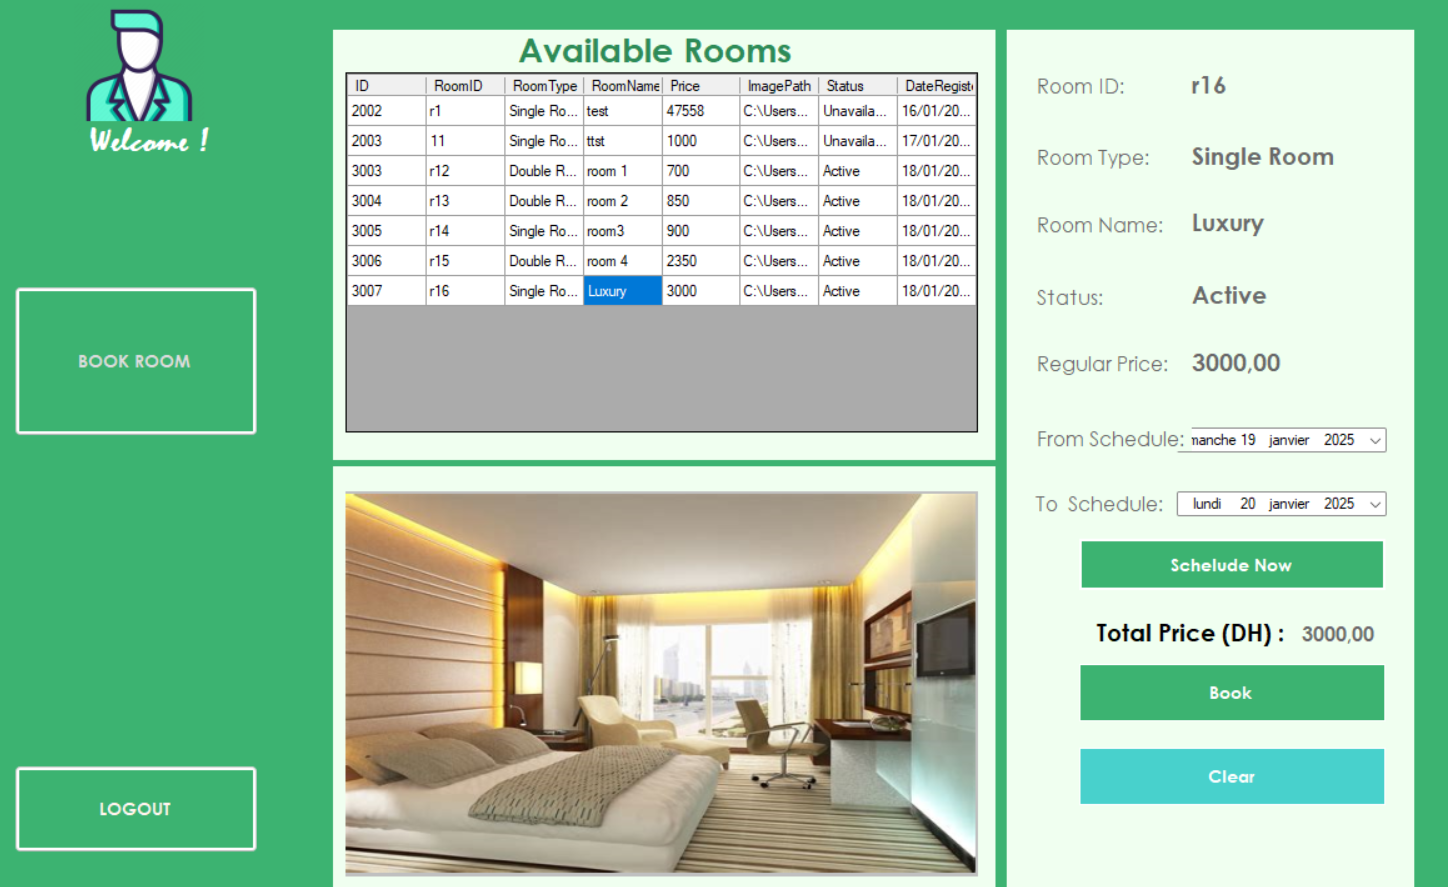 Welcome !
BOOK ROOM
LOGOUT
Available Rooms
ID RoomID RoomType RoomName Price ImagePath Status DateRegist
2002 r1 Single Ro... test 47558 C:\Users... Unavaila... 16/01/20...
2003 11 Single Ro... ttst 1000 C:\Users... Unavaila... 17/01/20...
3003 r12 Double R... room 1 700 C:\Users... Active 18/01/20...
3004 r13 Double R... room 2 850 C:\Users... Active 18/01/20...
3005 r14 Single Ro... room3 900 C:\Users... Active 18/01/20...
3006 r15 Double R... room 4 2350 C:\Users... Active 18/01/20...
3007 r16 Single Ro... Luxury 3000 C:\Users... Active 18/01/20...
Room ID: r16
Room Type: Single Room
Room Name: Luxury
Status: Active
Regular Price: 3000,00
From Schedule: manche 19 janvier 2025
To Schedule: lundi 20 janvier 2025
Schelude Now
Total Price (DH) : 3000,00
Book
Clear